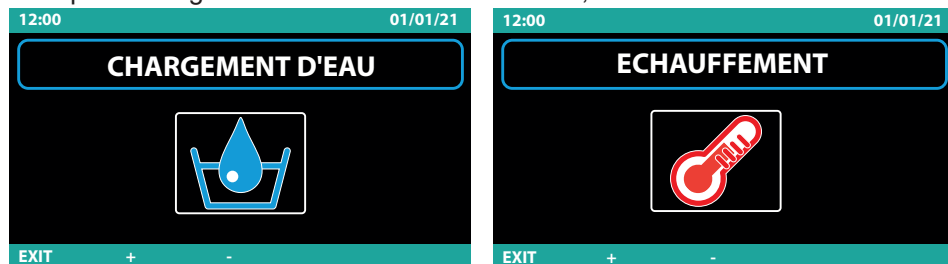 12:00 01/01/21
CHARGEMENT D'EAU
EXIT + -
12:00 01/01/21
ECHAUFFEMENT
EXIT + -